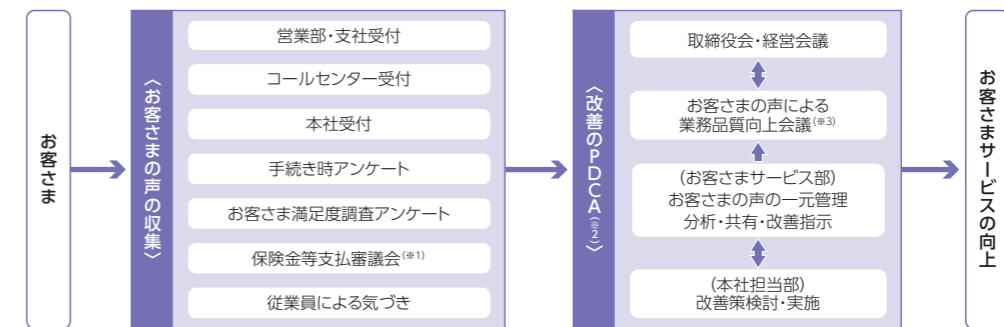 お客さま
〈お客さまの声の収集〉
営業部・支社受付
コールセンター受付
本社受付
手続き時アンケート
お客さま満足度調査アンケート
保険金等支払審議会(※1)
従業員による気づき
〈改善のPDCA(※2)〉
取締役会・経営会議
お客さまの声による
業務品質向上会議(※3)
(お客さまサービス部)
お客さまの声の一元管理
分析・共有・改善指示
(本社担当部)
改善策検討・実施
お客さまサービスの向上